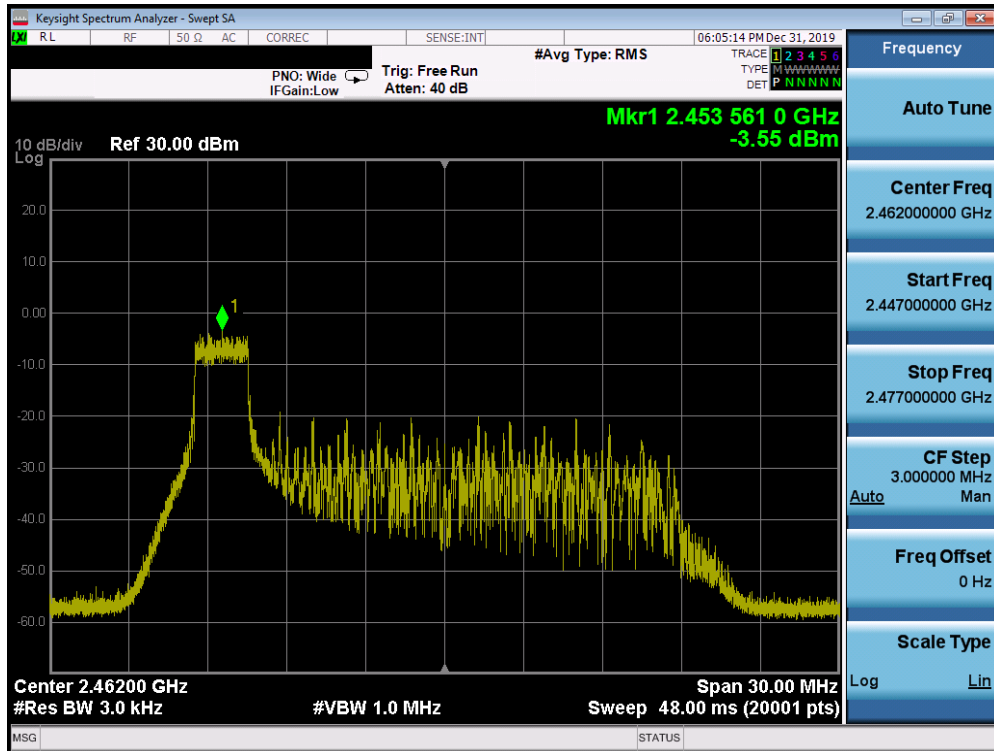 Keysight Spectrum Analyzer - Swept SA
LXI RL RF 50 Ω AC CORREC SENSE:INT 06:05:14 PM Dec 31, 2019
#Avg Type: RMS
TRACE 1 2 3 4 5 6
TYPE M W W W W W
DET P N N N N N
PNO: Wide
IFGain:Low
Trig: Free Run
Atten: 40 dB
Mkr1 2.453 561 0 GHz
-3.55 dBm
10 dB/div Ref 30.00 dBm
Log
20.0
10.0
0.00
-10.0
-20.0
-30.0
-40.0
-50.0
-60.0
1
Center 2.46200 GHz Span 30.00 MHz
#Res BW 3.0 kHz #VBW 1.0 MHz Sweep 48.00 ms (20001 pts)
MSG STATUS
Frequency
Auto Tune
Center Freq
2.462000000 GHz
Start Freq
2.447000000 GHz
Stop Freq
2.477000000 GHz
CF Step
3.000000 MHz
Auto Man
Freq Offset
0 Hz
Scale Type
Log Lin